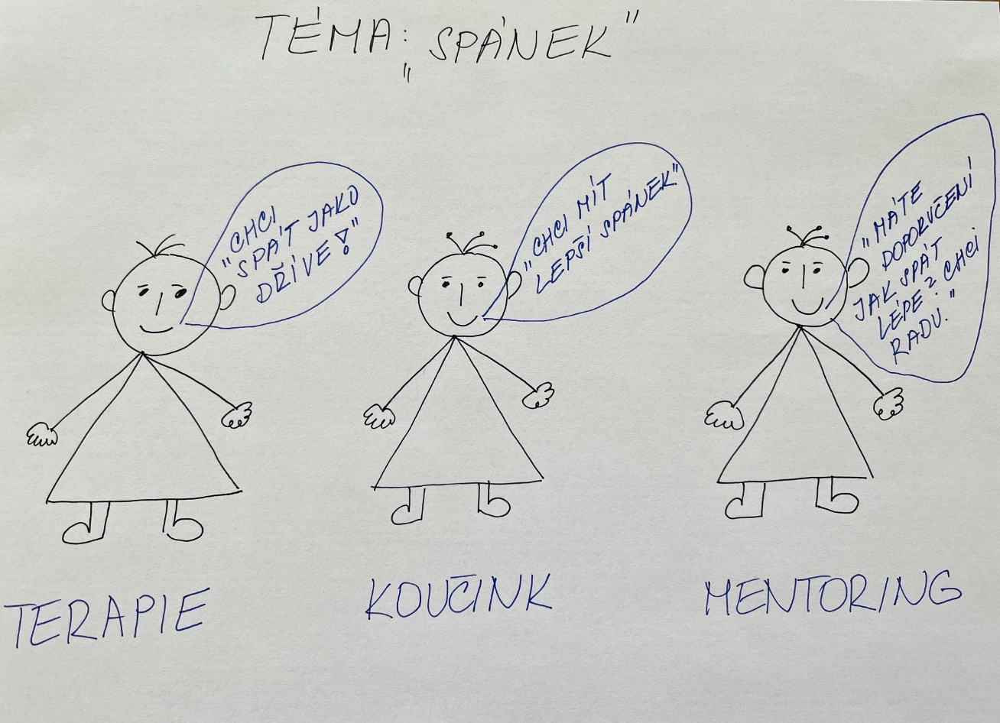 TÉMA: „SPÁNEK"
"CHCI
SPÁT JAKO
DŘÍVE!"
"CHCI MÍT
LEPŠÍ SPÁNEK"
"MÁTE
DOPORUČENÍ
JAK SPÁT
LÉPE? CHCI
RADU."
TERAPIE
KOUČINK
MENTORING